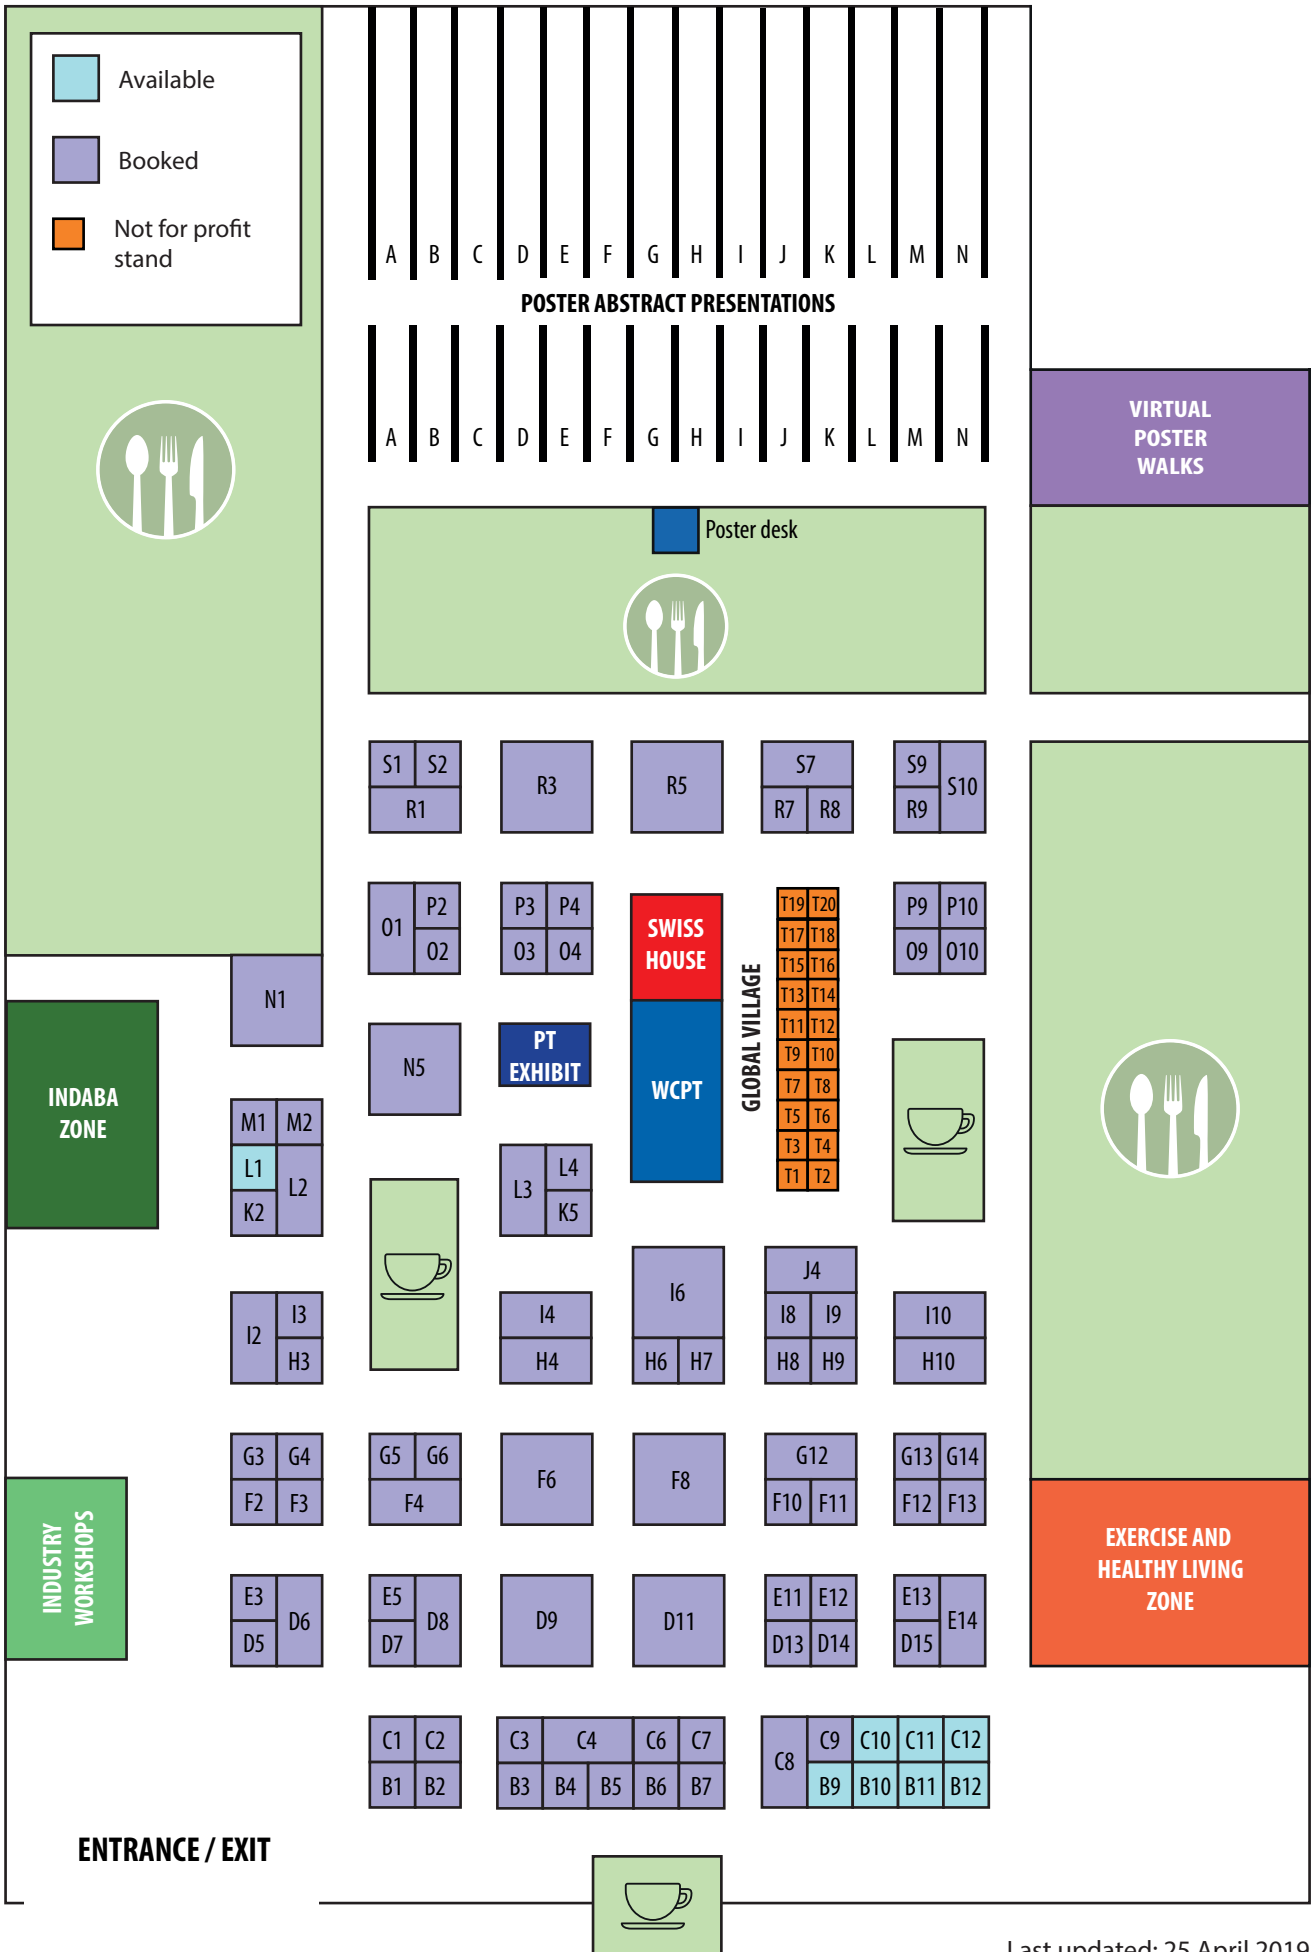 Available
Booked
Not for profit
stand
A B C D E F G H I J K L M N
POSTER ABSTRACT PRESENTATIONS
A B C D E F G H I J K L M N
VIRTUAL
POSTER
WALKS
Poster desk
S1 S2 R3 R5 S7 S9 S10
R1 R7 R8 R9
O1 P2 P3 P4 P9 P10
O2 O3 O4 O9 O10
SWISS
HOUSE
WCPT
GLOBAL VILLAGE
T19 T20
T17 T18
T15 T16
T13 T14
T11 T12
T9 T10
T7 T8
T5 T6
T3 T4
T1 T2
N1
N5
PT
EXHIBIT
INDABA
ZONE
M1 M2
L1 L2
K2
L3 L4
K5
I2 I3
H3
I4
H4
I6
H6 H7
J4
I8 I9
H8 H9
I10
H10
G3 G4 G5 G6 F6 F8 G12 G13 G14
F2 F3 F4 F10 F11 F12 F13
INDUSTRY
WORKSHOPS
EXERCISE AND
HEALTHY LIVING
ZONE
E3 D6 E5 D8 D9 D11 E11 E12 E13 E14
D5 D7 D13 D14 D15
C1 C2 C3 C4 C6 C7 C8 C9 C10 C11 C12
B1 B2 B3 B4 B5 B6 B7 B9 B10 B11 B12
ENTRANCE / EXIT
Last updated: 25 April 2019